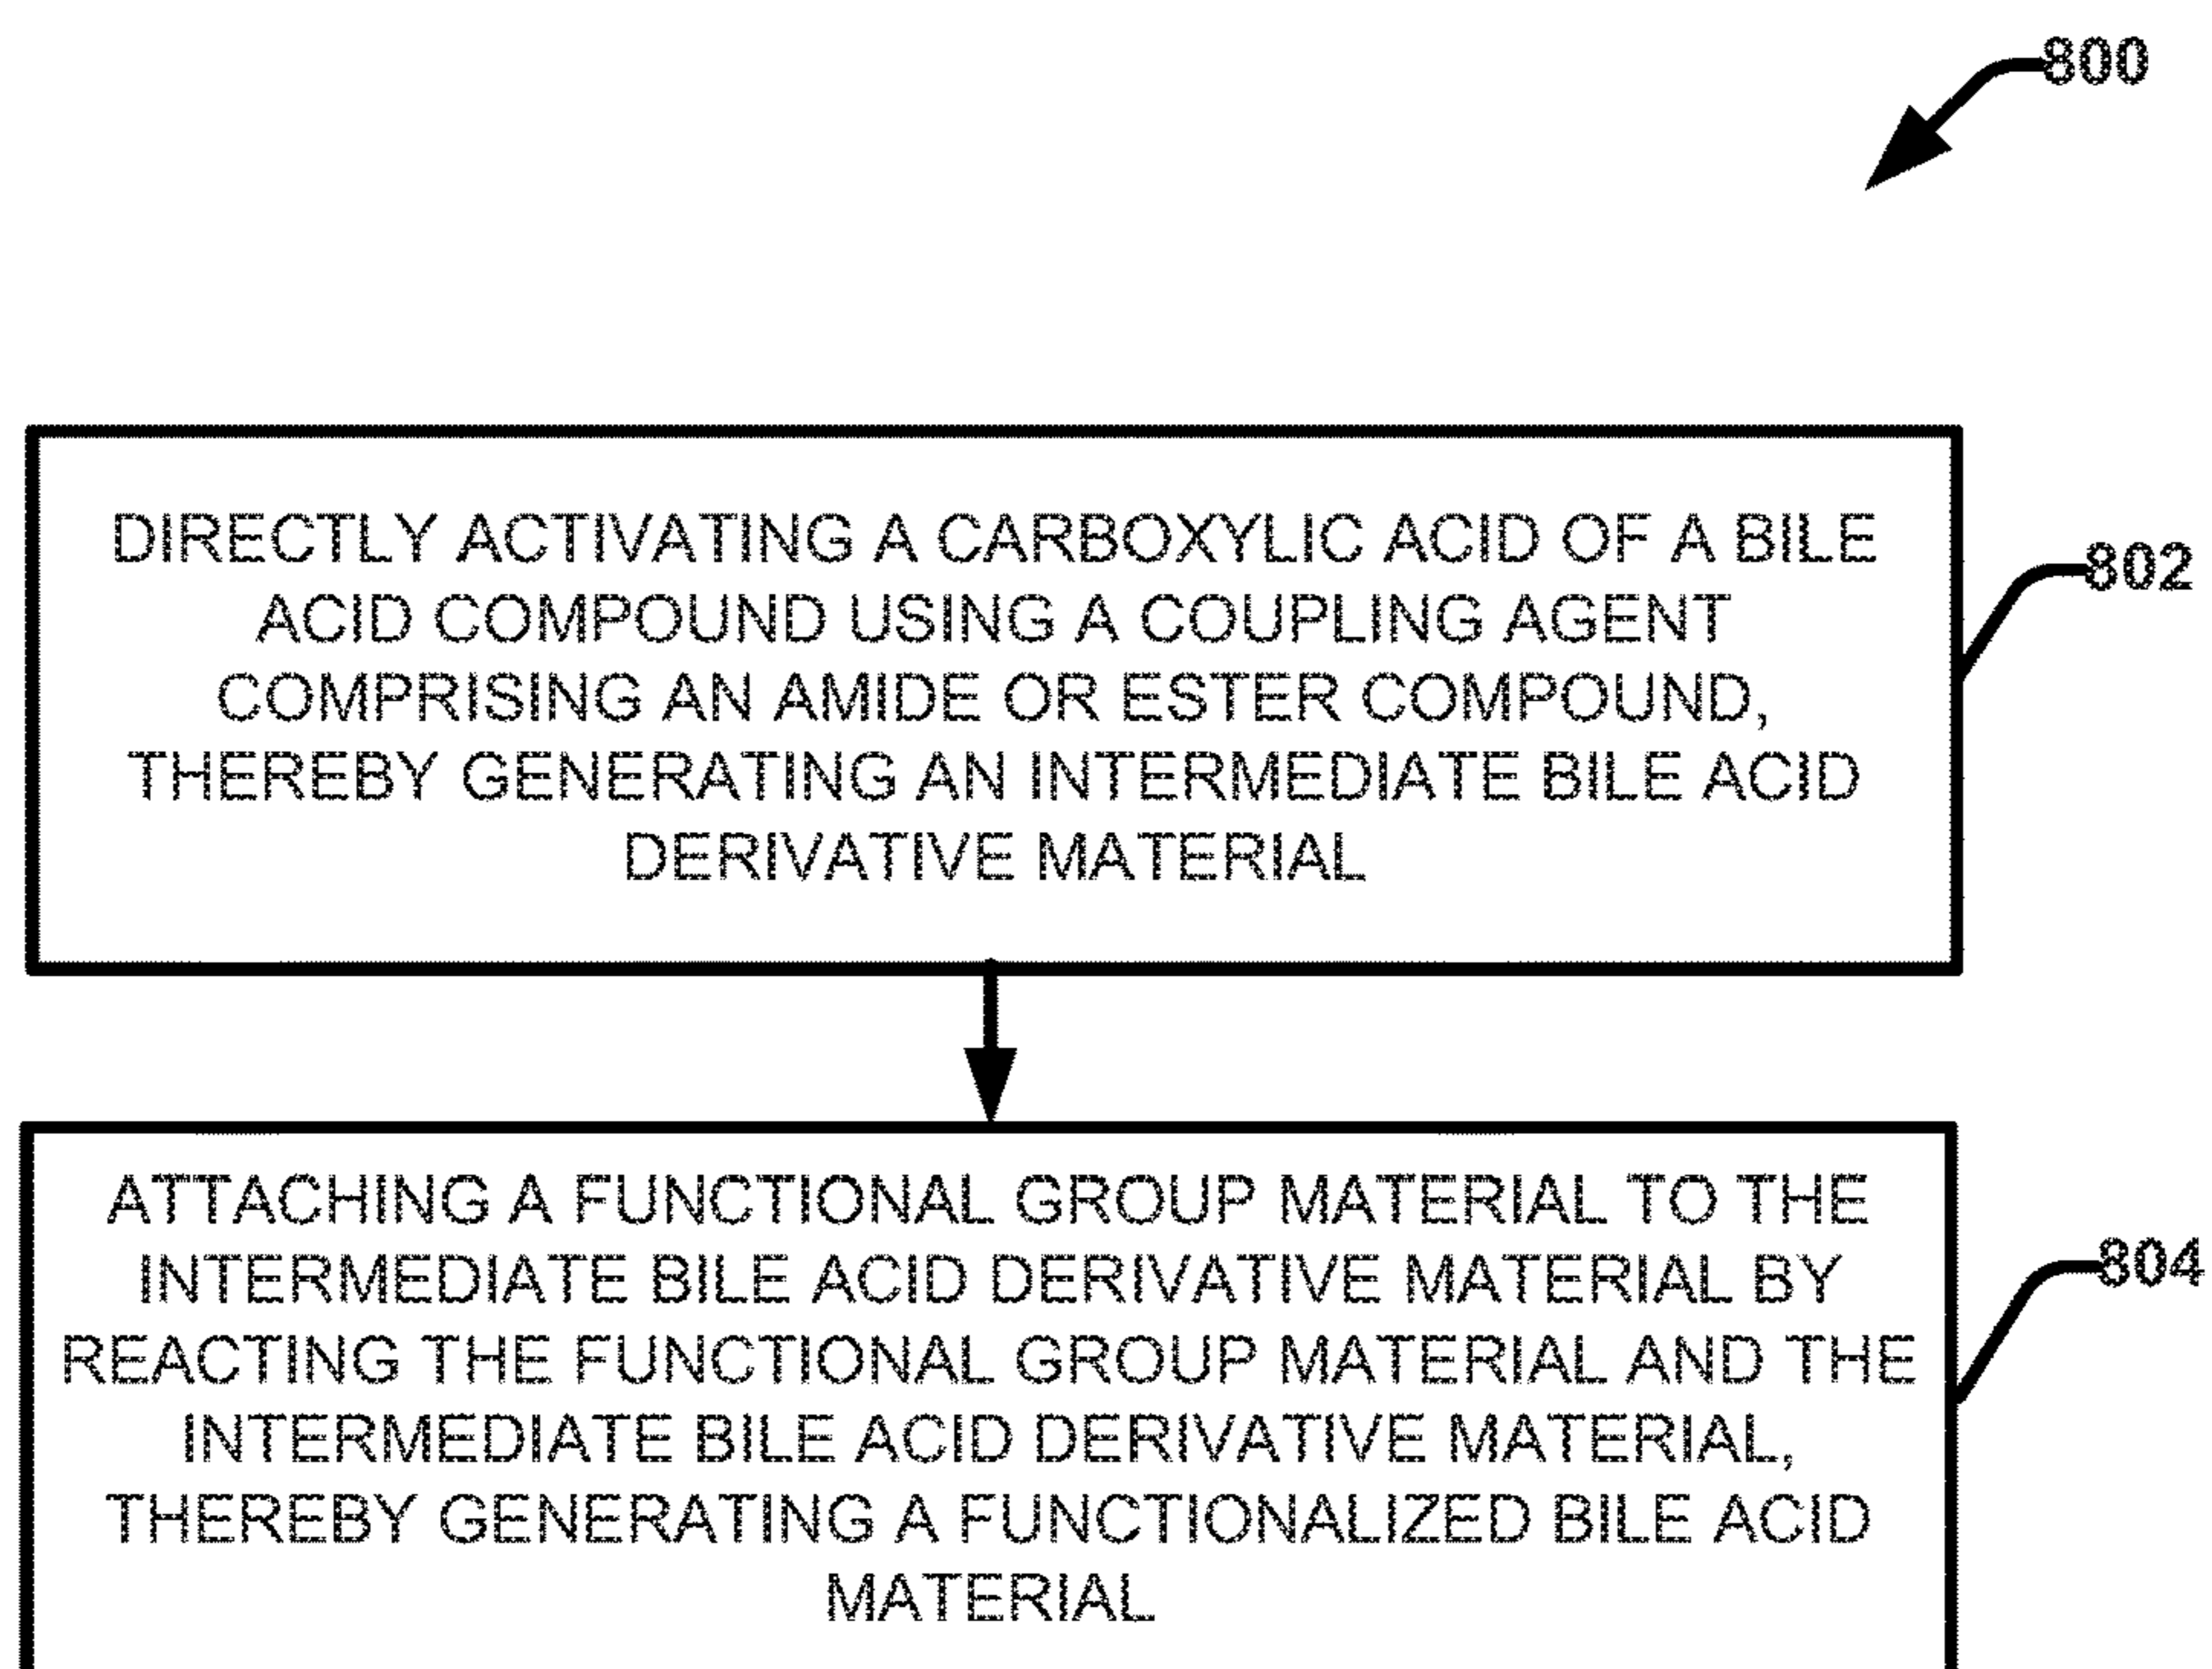 800
DIRECTLY ACTIVATING A CARBOXYLIC ACID OF A BILE
ACID COMPOUND USING A COUPLING AGENT
COMPRISING AN AMIDE OR ESTER COMPOUND,
THEREBY GENERATING AN INTERMEDIATE BILE ACID
DERIVATIVE MATERIAL
802
ATTACHING A FUNCTIONAL GROUP MATERIAL TO THE
INTERMEDIATE BILE ACID DERIVATIVE MATERIAL BY
REACTING THE FUNCTIONAL GROUP MATERIAL AND THE
INTERMEDIATE BILE ACID DERIVATIVE MATERIAL,
THEREBY GENERATING A FUNCTIONALIZED BILE ACID
MATERIAL
804